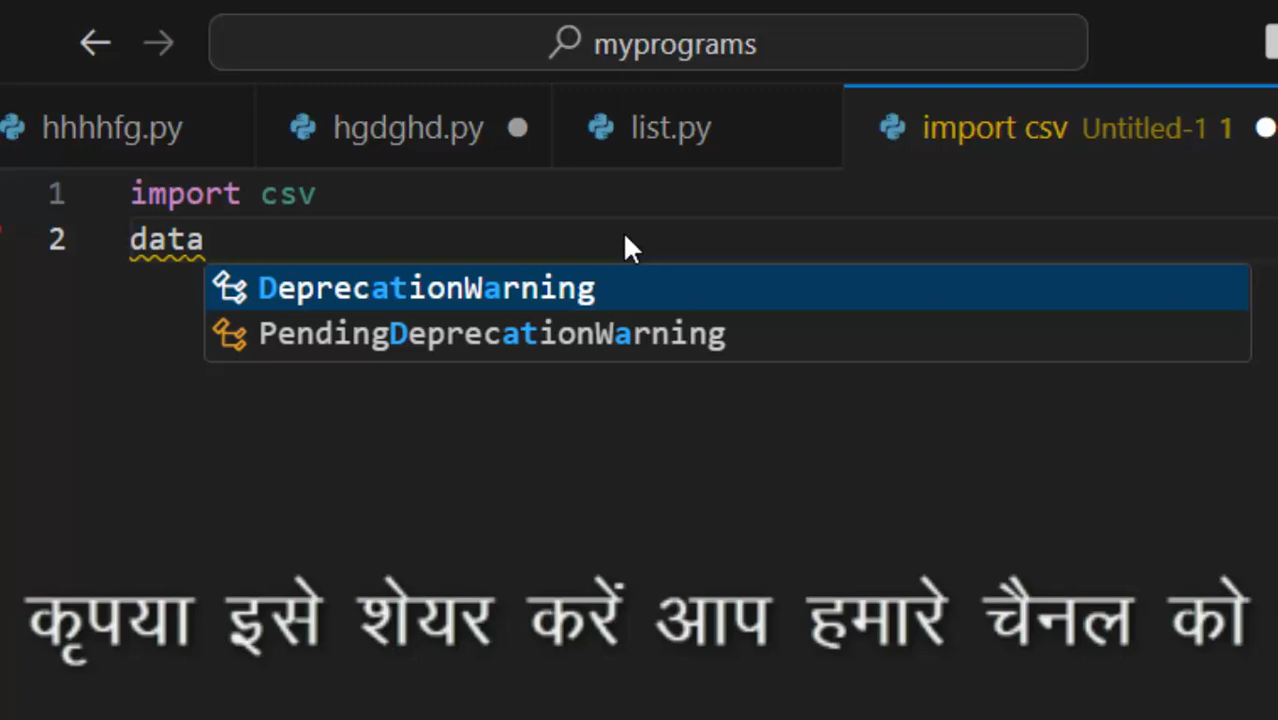 myprograms
hhhhfg.py hgdghd.py list.py import csv Untitled-1 1
1 import csv
2 data
DeprecationWarning
PendingDeprecationWarning
कृपया इसे शेयर करें आप हमारे चैनल को